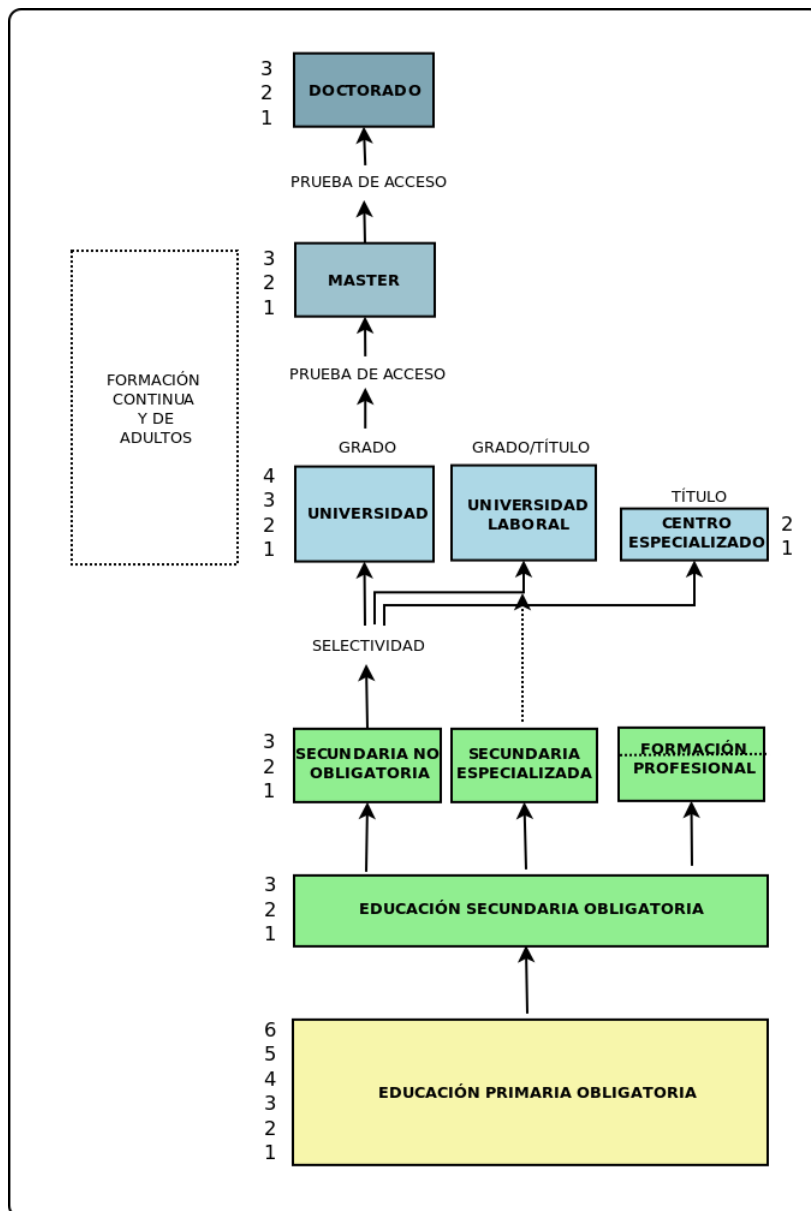 3
2
1
DOCTORADO
PRUEBA DE ACCESO
3
2
1
MASTER
PRUEBA DE ACCESO
FORMACIÓN
CONTINUA
Y DE
ADULTOS
GRADO
GRADO/TÍTULO
TÍTULO
4
3
2
1
UNIVERSIDAD
UNIVERSIDAD
LABORAL
CENTRO
ESPECIALIZADO
2
1
SELECTIVIDAD
3
2
1
SECUNDARIA NO
OBLIGATORIA
SECUNDARIA
ESPECIALIZADA
FORMACIÓN
PROFESIONAL
3
2
1
EDUCACIÓN SECUNDARIA OBLIGATORIA
6
5
4
3
2
1
EDUCACIÓN PRIMARIA OBLIGATORIA